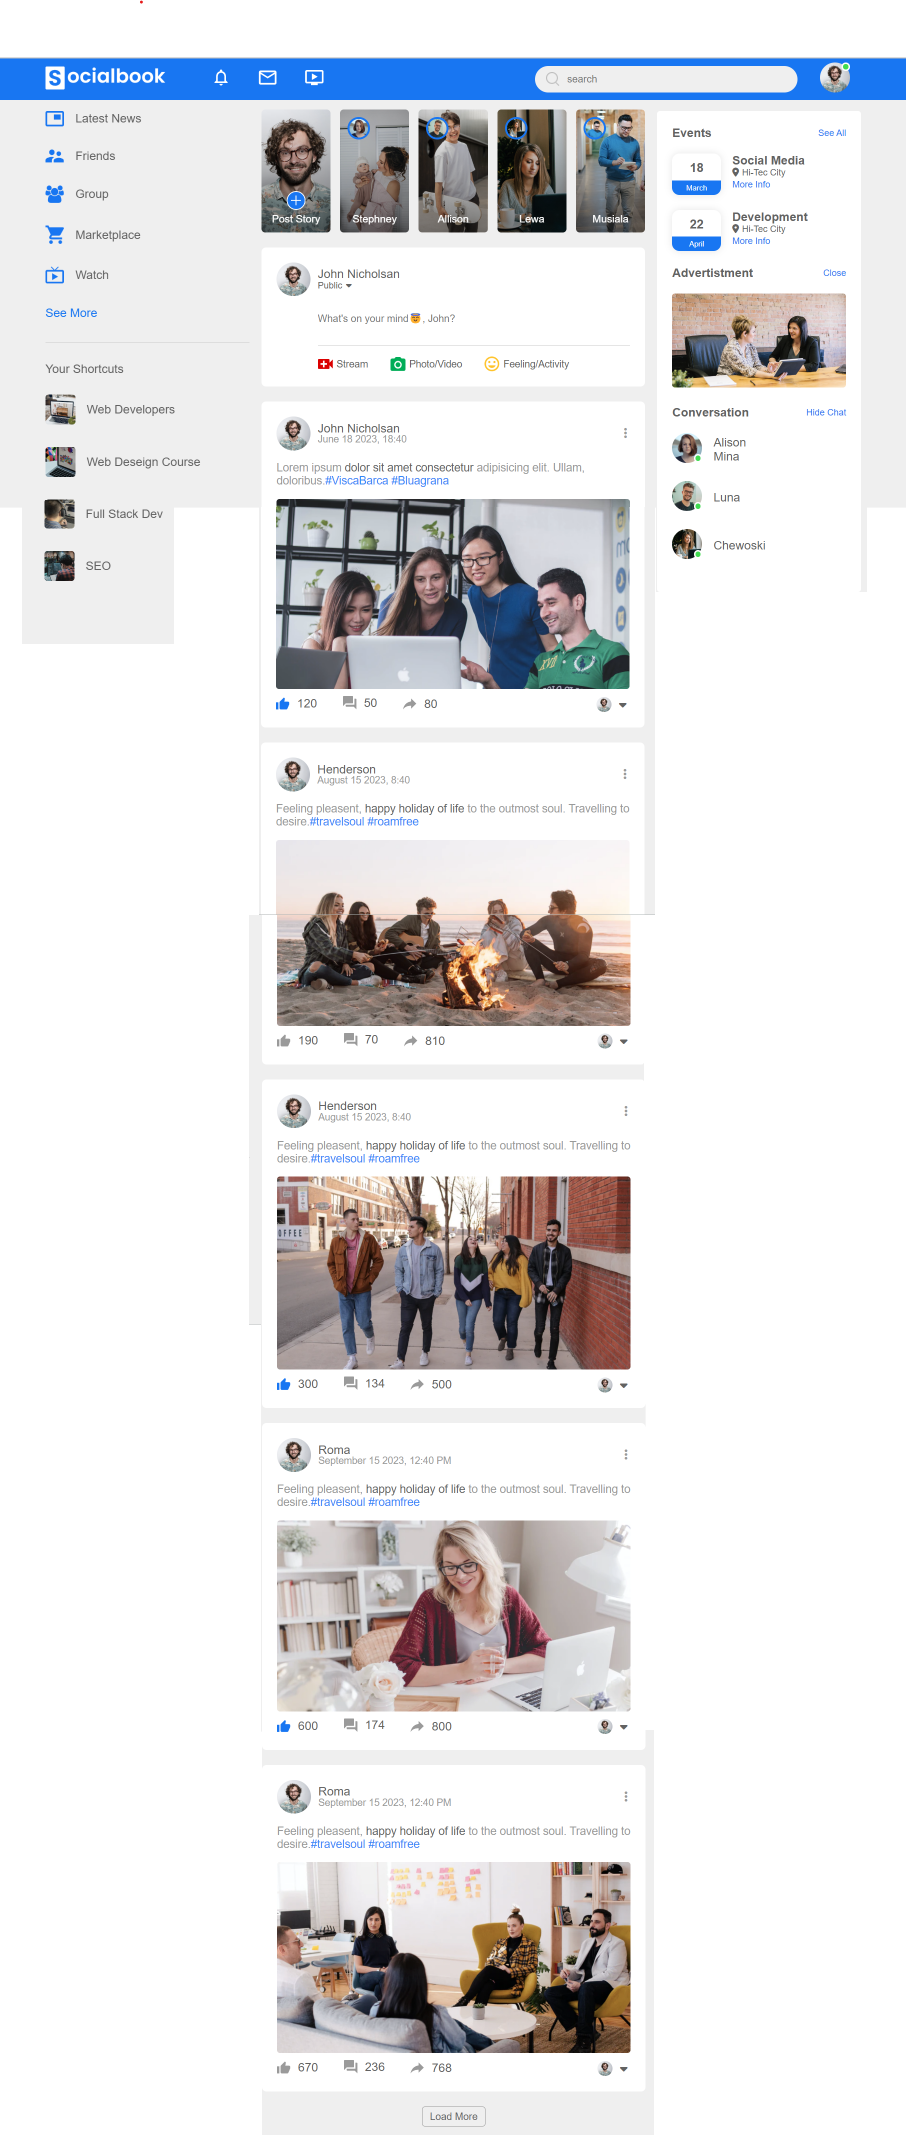 Socialbook
search
Latest News
Friends
Group
Marketplace
Watch
See More
Your Shortcuts
Web Developers
Web Deseign Course
Full Stack Dev
SEO
Post Story
Stephney
Allison
Lewa
Musiala
John Nicholsan
Public
What's on your mind😇, John?
Stream
Photo/Video
Feeling/Activity
John Nicholsan
June 18 2023, 18:40
Lorem ipsum dolor sit amet consectetur adipisicing elit. Ullam,
doloribus.#ViscaBarca #Bluagrana
XVII
120
50
80
Henderson
August 15 2023, 8:40
Feeling pleasent, happy holiday of life to the outmost soul. Travelling to
desire.#travelsoul #roamfree
190
70
810
Henderson
August 15 2023, 8:40
Feeling pleasent, happy holiday of life to the outmost soul. Travelling to
desire.#travelsoul #roamfree
OFFEE
300
134
500
Roma
September 15 2023, 12:40 PM
Feeling pleasent, happy holiday of life to the outmost soul. Travelling to
desire.#travelsoul #roamfree
600
174
800
Roma
September 15 2023, 12:40 PM
Feeling pleasent, happy holiday of life to the outmost soul. Travelling to
desire.#travelsoul #roamfree
670
236
768
Load More
Events
See All
18
March
Social Media
Hi-Tec City
More Info
22
April
Development
Hi-Tec City
More Info
Advertistment
Close
Conversation
Hide Chat
Alison
Mina
Luna
Chewoski